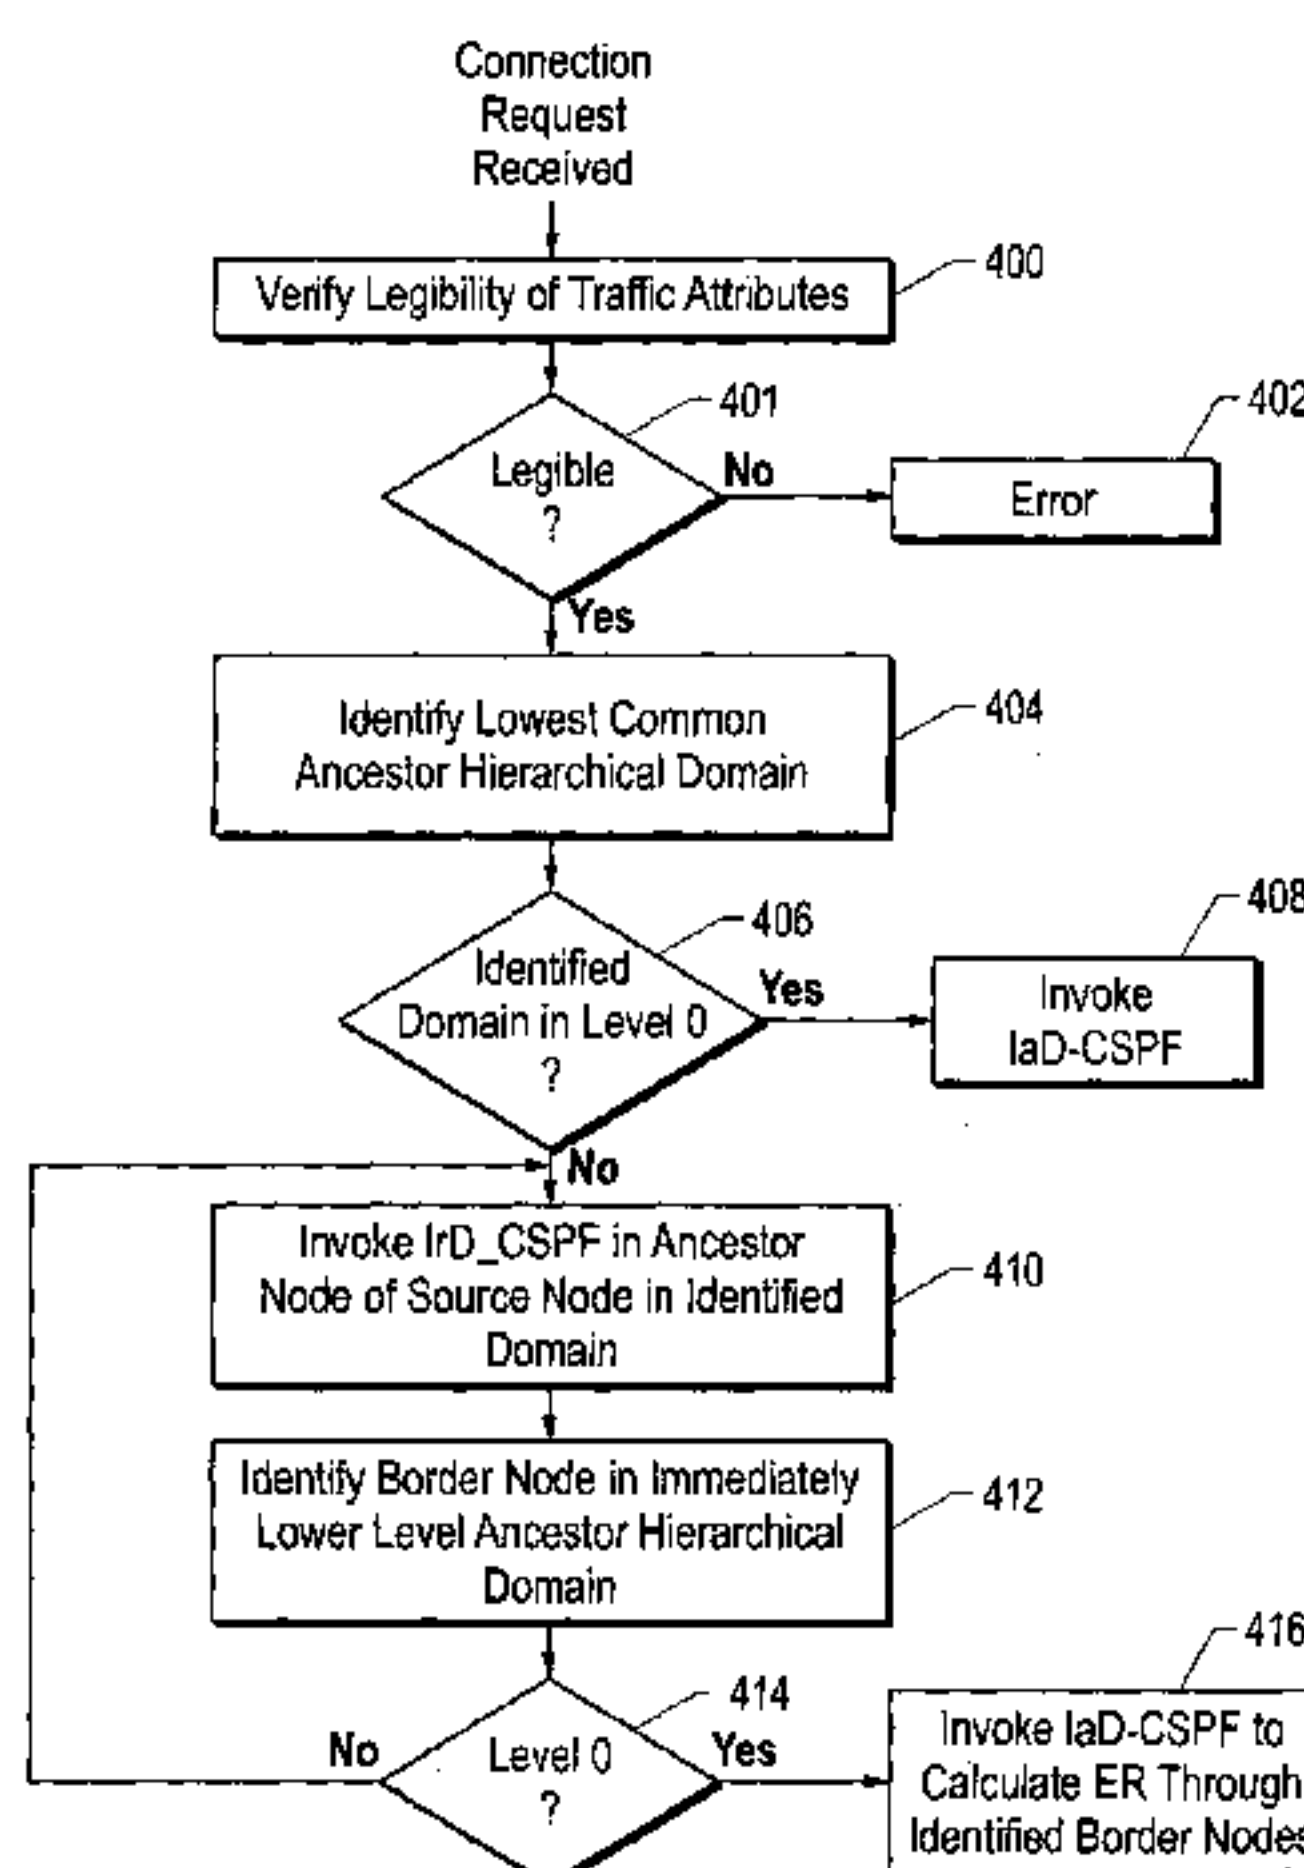 Connection
Request
Received
Verify Legibility of Traffic Attributes
400
Legible
?
401
No
Error
402
Yes
Identify Lowest Common
Ancestor Hierarchical Domain
404
Identified
Domain in Level 0
?
406
Yes
Invoke
IaD-CSPF
408
No
Invoke IrD_CSPF in Ancestor
Node of Source Node in Identified
Domain
410
Identify Border Node in Immediately
Lower Level Ancestor Hierarchical
Domain
412
Level 0
?
414
No
Yes
Invoke IaD-CSPF to
Calculate ER Through
Identified Border Nodes
416